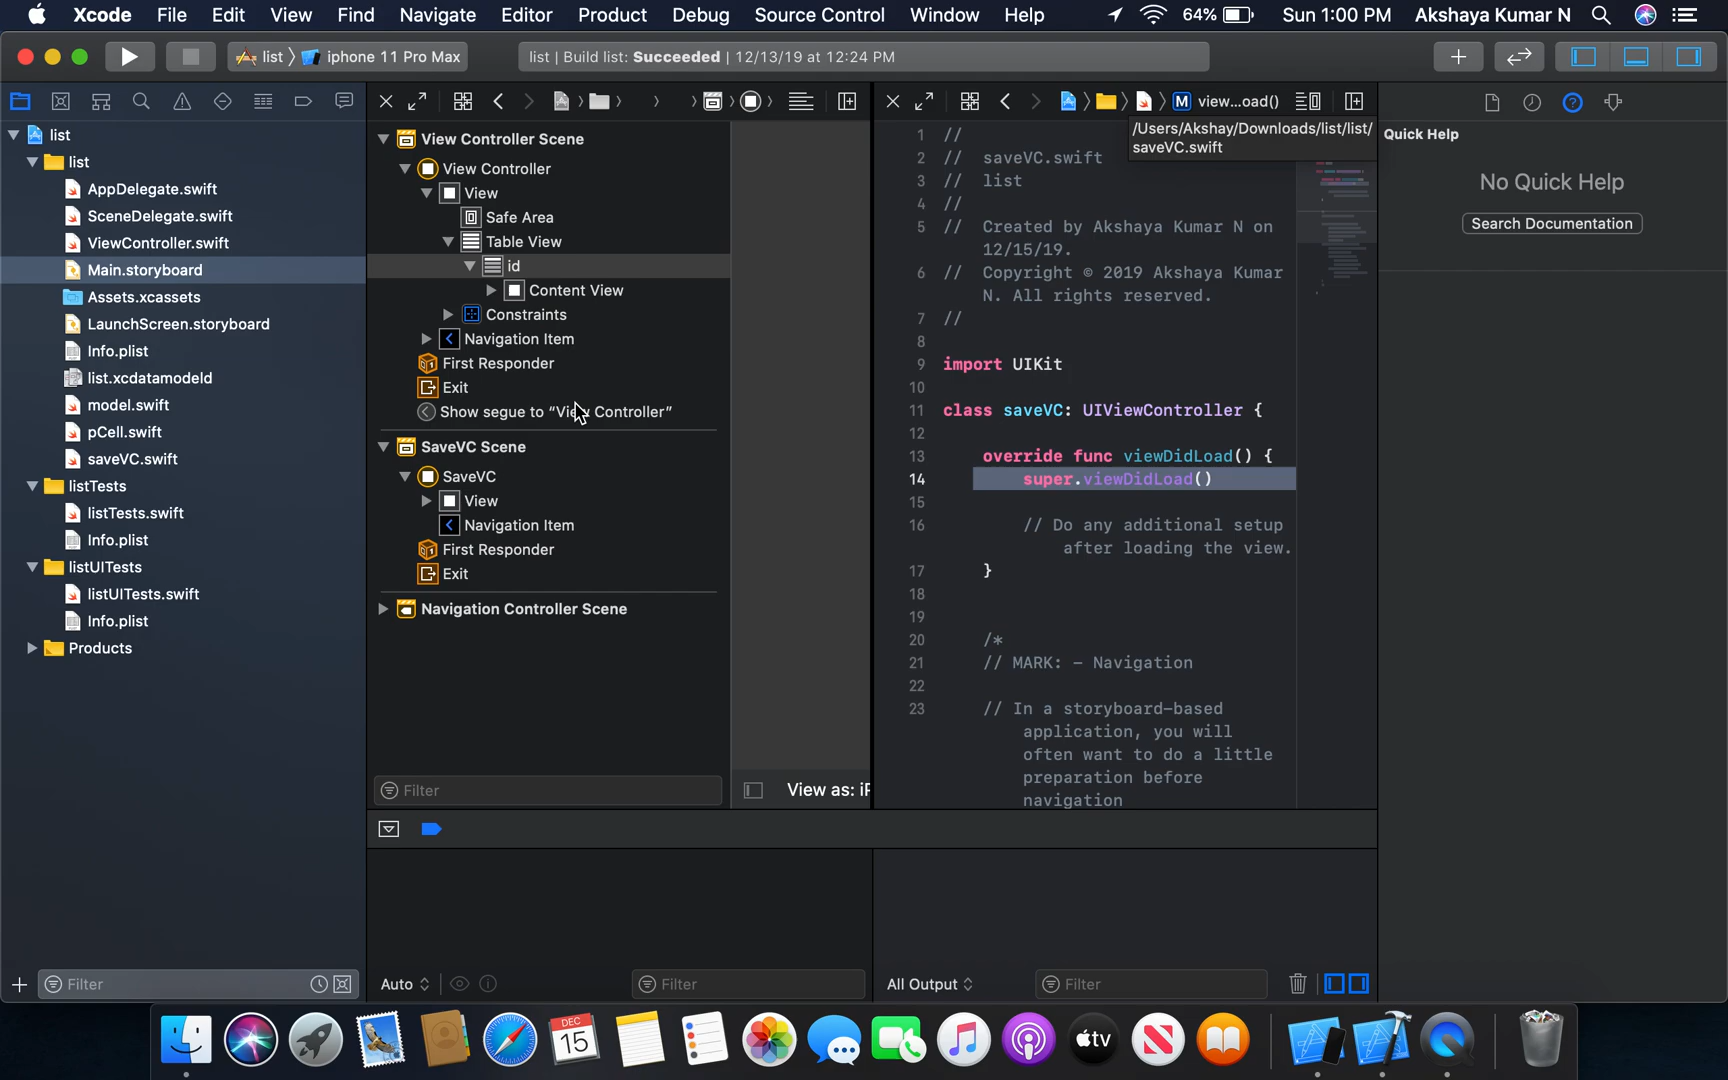 Xcode File Edit View Find Navigate Editor Product Debug Source Control Window Help 64% Sun 1:00 PM Akshaya Kumar N
list iphone 11 Pro Max
list | Build list: Succeeded | 12/13/19 at 12:24 PM
list
list
AppDelegate.swift
SceneDelegate.swift
ViewController.swift
Main.storyboard
Assets.xcassets
LaunchScreen.storyboard
Info.plist
list.xcdatamodeld
model.swift
pCell.swift
saveVC.swift
listTests
listTests.swift
Info.plist
listUITests
listUITests.swift
Info.plist
Products
Filter
View Controller Scene
View Controller
View
Safe Area
Table View
id
Content View
Constraints
Navigation Item
First Responder
Exit
Show segue to “View Controller”
SaveVC Scene
SaveVC
View
Navigation Item
First Responder
Exit
Navigation Controller Scene
Filter
View as: iP
M view...oad()
/Users/Akshay/Downloads/list/list/
saveVC.swift
1 //
2 // saveVC.swift
3 // list
4 //
5 // Created by Akshaya Kumar N on
12/15/19.
6 // Copyright © 2019 Akshaya Kumar
N. All rights reserved.
7 //
8
9 import UIKit
10
11 class saveVC: UIViewController {
12
13 override func viewDidLoad() {
14 super.viewDidLoad()
15
16 // Do any additional setup
after loading the view.
17 }
18
19
20 /*
21 // MARK: - Navigation
22
23 // In a storyboard-based
application, you will
often want to do a little
preparation before
navigation
Quick Help
No Quick Help
Search Documentation
Auto
Filter
All Output
Filter
DEC
15
tv